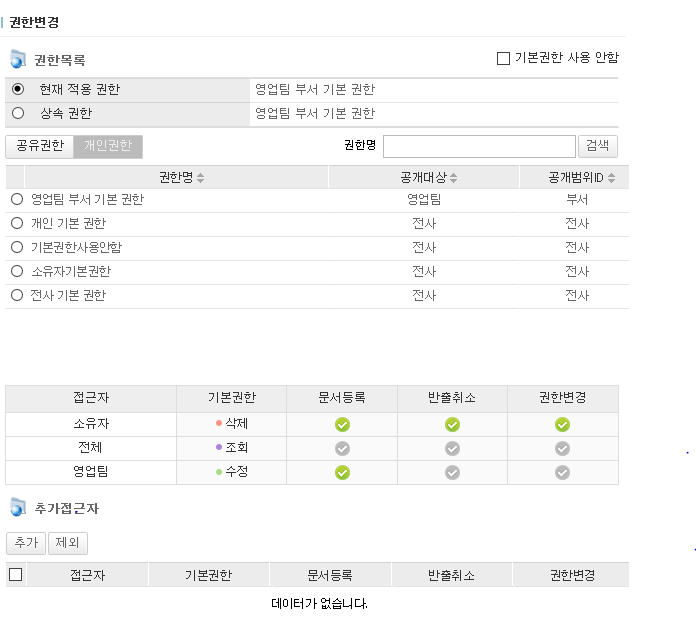 권한변경
권한목록 기본권한 사용 안함
현재 적용 권한 영업팀 부서 기본 권한
상속 권한 영업팀 부서 기본 권한
공유권한 개인권한 권한명 검색
권한명 공개대상 공개범위ID
영업팀 부서 기본 권한 영업팀 부서
개인 기본 권한 전사 전사
기본권한사용안함 전사 전사
소유자기본권한 전사 전사
전사 기본 권한 전사 전사
접근자 기본권한 문서등록 반출취소 권한변경
소유자 삭제
전체 조회
영업팀 수정
추가접근자
추가 제외
접근자 기본권한 문서등록 반출취소 권한변경
데이터가 없습니다.